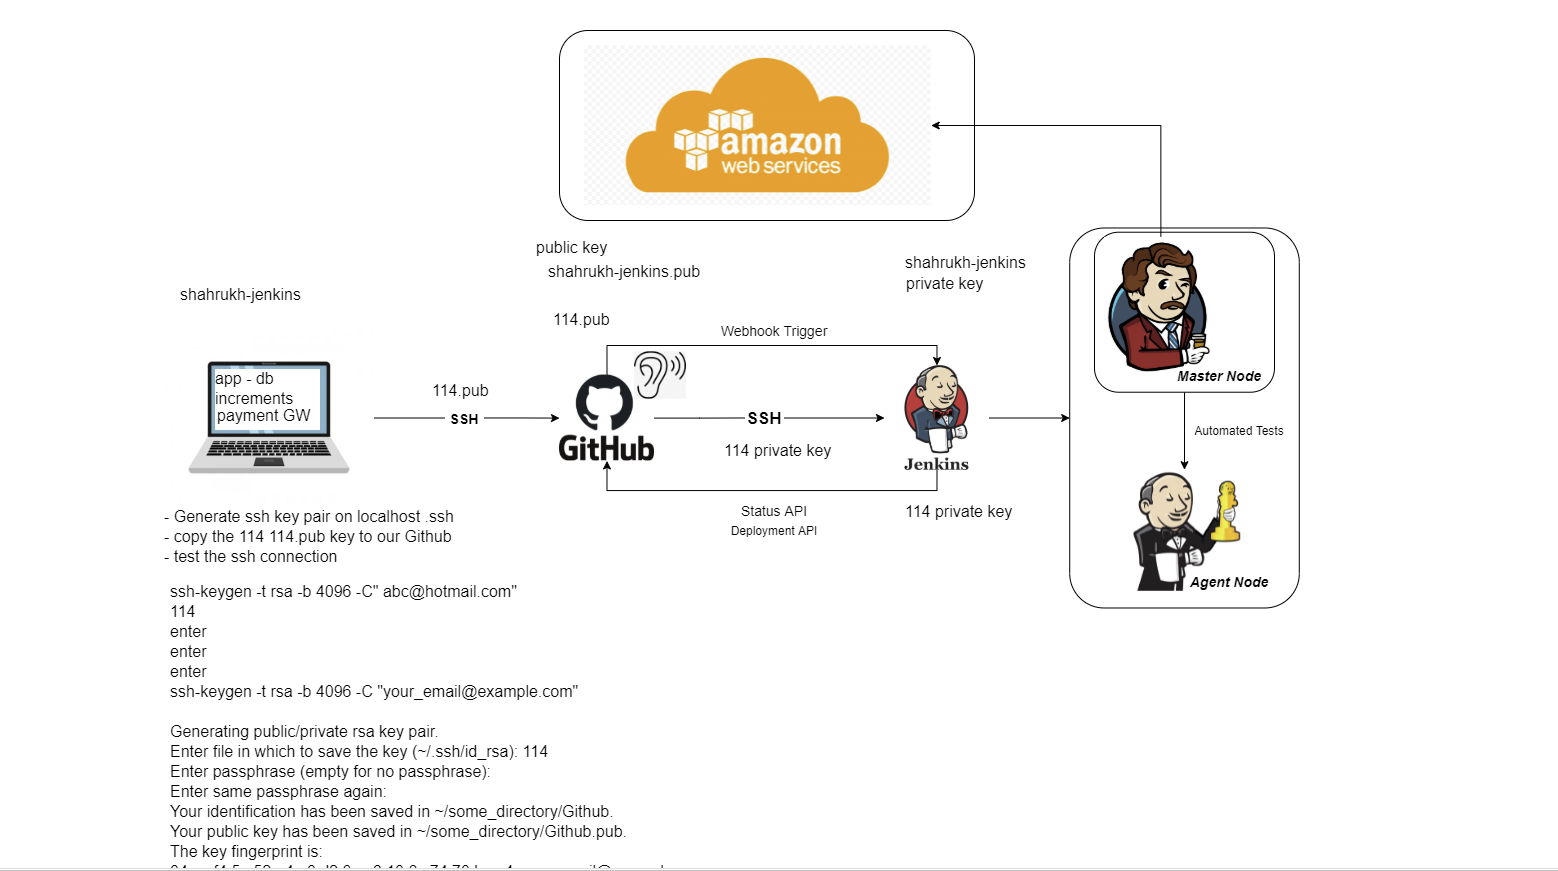 amazon
web services
public key
shahrukh-jenkins.pub
shahrukh-jenkins
private key
shahrukh-jenkins
114.pub
Webhook Trigger
Master Node
app - db
increments
payment GW
114.pub
SSH
GitHub
SSH
114 private key
Jenkins
Automated Tests
Status API
Deployment API
114 private key
Agent Node
- Generate ssh key pair on localhost .ssh
- copy the 114 114.pub key to our Github
- test the ssh connection
ssh-keygen -t rsa -b 4096 -C" abc@hotmail.com"
114
enter
enter
enter
ssh-keygen -t rsa -b 4096 -C "your_email@example.com"
Generating public/private rsa key pair.
Enter file in which to save the key (~/.ssh/id_rsa): 114
Enter passphrase (empty for no passphrase):
Enter same passphrase again:
Your identification has been saved in ~/some_directory/Github.
Your public key has been saved in ~/some_directory/Github.pub.
The key fingerprint is: